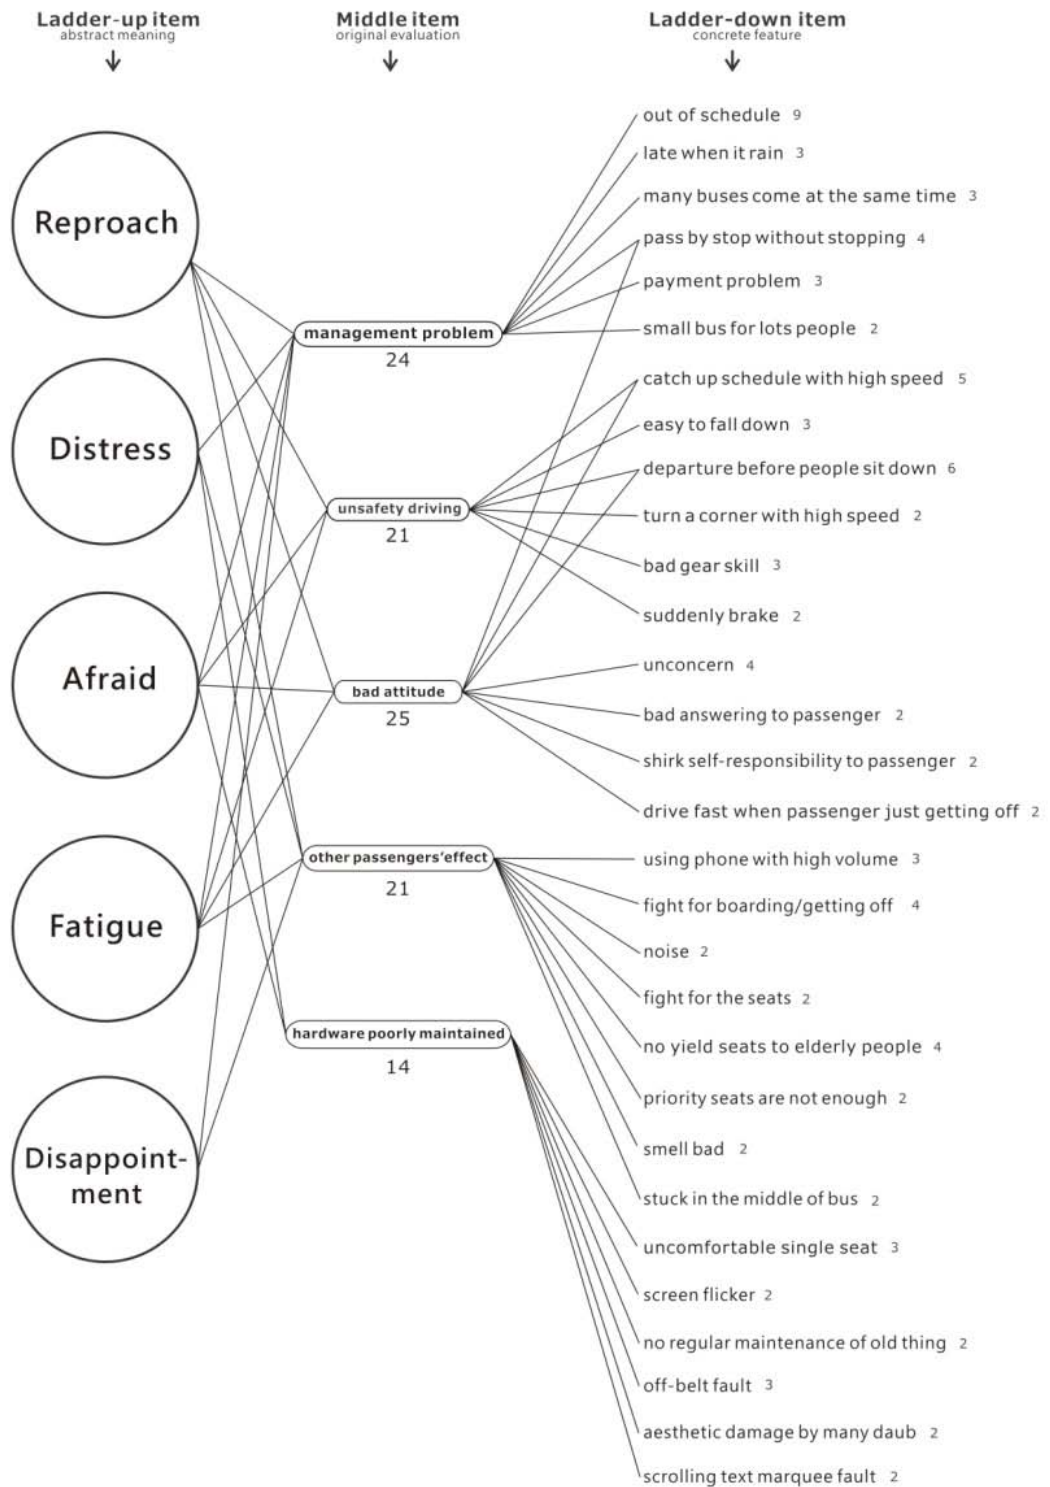 Ladder-up item
abstract meaning
Middle item
original evaluation
Ladder-down item
concrete feature
Reproach
Distress
Afraid
Fatigue
Disappoint-
ment
management problem
24
unsafety driving
21
bad attitude
25
other passengers'effect
21
hardware poorly maintained
14
out of schedule 9
late when it rain 3
many buses come at the same time 3
pass by stop without stopping 4
payment problem 3
small bus for lots people 2
catch up schedule with high speed 5
easy to fall down 3
departure before people sit down 6
turn a corner with high speed 2
bad gear skill 3
suddenly brake 2
unconcern 4
bad answering to passenger 2
shirk self-responsibility to passenger 2
drive fast when passenger just getting off 2
using phone with high volume 3
fight for boarding/getting off 4
noise 2
fight for the seats 2
no yield seats to elderly people 4
priority seats are not enough 2
smell bad 2
stuck in the middle of bus 2
uncomfortable single seat 3
screen flicker 2
no regular maintenance of old thing 2
off-belt fault 3
aesthetic damage by many daub 2
scrolling text marquee fault 2